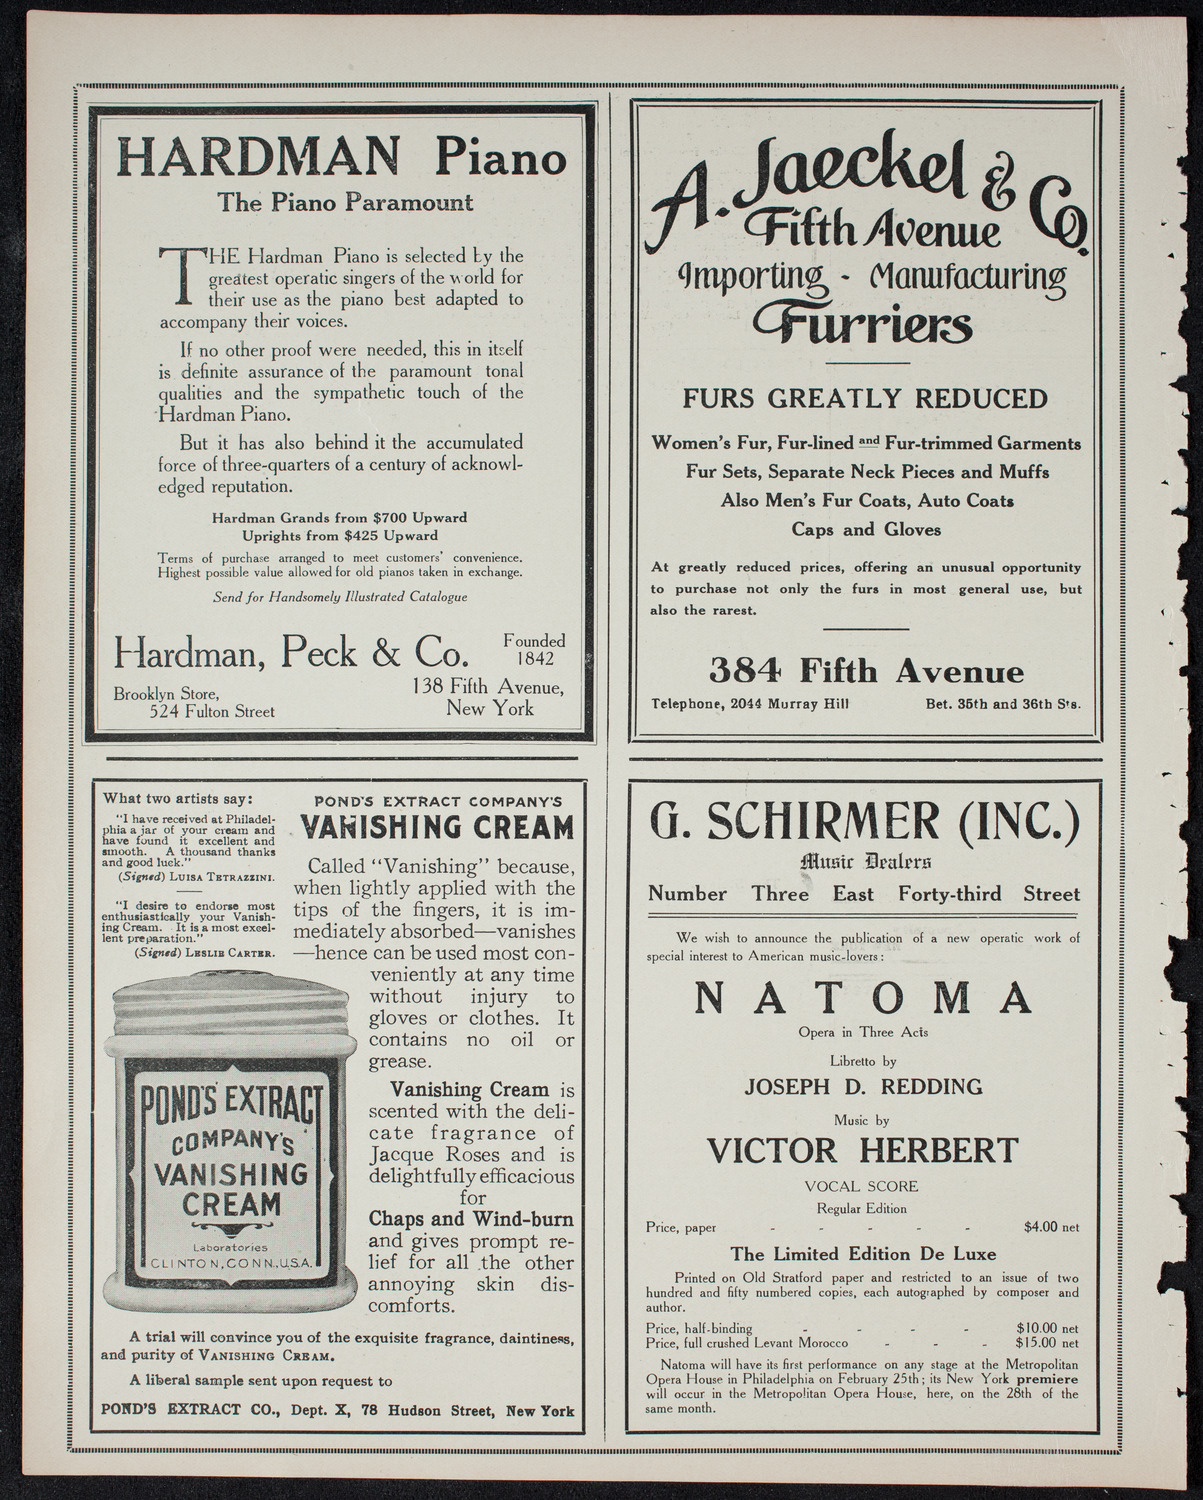 HARDMAN Piano
The Piano Paramount
THE Hardman Piano is selected by the
greatest operatic singers of the world for
their use as the piano best adapted to
accompany their voices.
If no other proof were needed, this in itself
is definite assurance of the paramount tonal
qualities and the sympathetic touch of the
Hardman Piano.
But it has also behind it the accumulated
force of three-quarters of a century of acknowl-
edged reputation.
Hardman Grands from $700 Upward
Uprights from $425 Upward
Terms of purchase arranged to meet customers' convenience.
Highest possible value allowed for old pianos taken in exchange.
Send for Handsomely Illustrated Catalogue
Hardman, Peck & Co.
Founded
1842
Brooklyn Store,
524 Fulton Street
138 Fifth Avenue,
New York
A. Jaeckel & Co.
Fifth Avenue
Importing - Manufacturing
Furriers
FURS GREATLY REDUCED
Women's Fur, Fur-lined and Fur-trimmed Garments
Fur Sets, Separate Neck Pieces and Muffs
Also Men's Fur Coats, Auto Coats
Caps and Gloves
At greatly reduced prices, offering an unusual opportunity
to purchase not only the furs in most general use, but
also the rarest.
384 Fifth Avenue
Telephone, 2044 Murray Hill Bet. 35th and 36th Sts.
What two artists say:
"I have received at Philadel-
phia a jar of your cream and
have found it excellent and
smooth. A thousand thanks
and good luck."
(Signed) LUISA TETRAZZINI.
"I desire to endorse most
enthusiastically your Vanish-
ing Cream. It is a most excel-
lent preparation."
(Signed) LESLIE CARTER.
POND'S EXTRACT COMPANY'S
VANISHING CREAM
Called "Vanishing" because,
when lightly applied with the
tips of the fingers, it is im-
mediately absorbed—vanishes
—hence can be used most con-
veniently at any time
without injury to
gloves or clothes. It
contains no oil or
grease.
Vanishing Cream is
scented with the deli-
cate fragrance of
Jacque Roses and is
delightfully efficacious
for
Chaps and Wind-burn
and gives prompt re-
lief for all the other
annoying skin dis-
comforts.
POND'S EXTRACT
COMPANY'S
VANISHING
CREAM
Laboratories
CLINTON, CONN., U.S.A.
A trial will convince you of the exquisite fragrance, daintiness,
and purity of VANISHING CREAM.
A liberal sample sent upon request to
POND'S EXTRACT CO., Dept. X, 78 Hudson Street, New York
G. SCHIRMER (INC.)
Music Dealers
Number Three East Forty-third Street
We wish to announce the publication of a new operatic work of
special interest to American music-lovers:
NATOMA
Opera in Three Acts
Libretto by
JOSEPH D. REDDING
Music by
VICTOR HERBERT
VOCAL SCORE
Regular Edition
Price, paper - - - - - $4.00 net
The Limited Edition De Luxe
Printed on Old Stratford paper and restricted to an issue of two
hundred and fifty numbered copies, each autographed by composer and
author.
Price, half-binding - - - - $10.00 net
Price, full crushed Levant Morocco - - - $15.00 net
Natoma will have its first performance on any stage at the Metropolitan
Opera House in Philadelphia on February 25th; its New York premiere
will occur in the Metropolitan Opera House, here, on the 28th of the
same month.